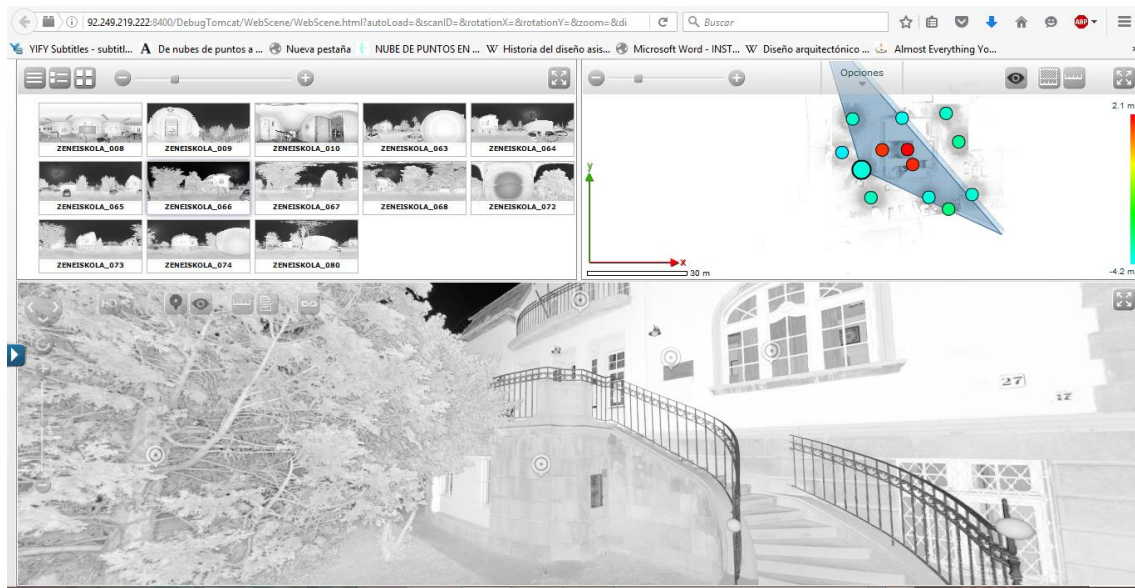 92.249.219.222:8400/DebugTomcat/WebScene/WebScene.html?autoLoad=&scanID=&rotationX=&rotationY=&zoom=&di
Buscar
ABP
YIFY Subtitles - subtitl...
De nubes de puntos a ...
Nueva pestaña
NUBE DE PUNTOS EN ...
Historia del diseño asis...
Microsoft Word - INST...
Diseño arquitectónico ...
Almost Everything Yo...
ZENEISKOLA_008
ZENEISKOLA_009
ZENEISKOLA_010
ZENEISKOLA_063
ZENEISKOLA_064
ZENEISKOLA_065
ZENEISKOLA_066
ZENEISKOLA_067
ZENEISKOLA_068
ZENEISKOLA_072
ZENEISKOLA_073
ZENEISKOLA_074
ZENEISKOLA_080
Opciones
2.1 m
y
x
30 m
-4.2 m
HD
27